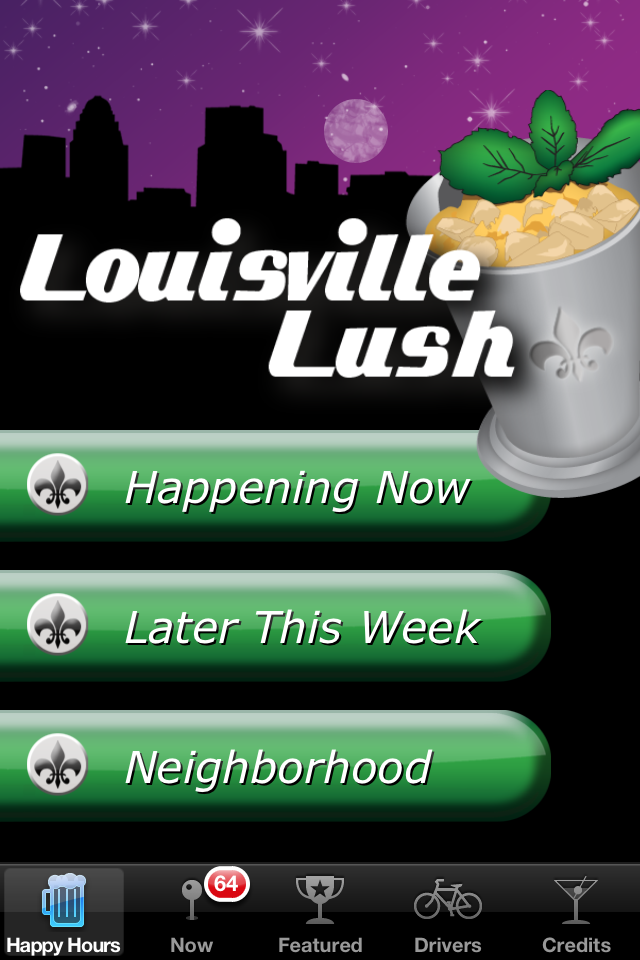 Louisville
Lush
Happening Now
Later This Week
Neighborhood
64
Happy Hours
Now
Featured
Drivers
Credits